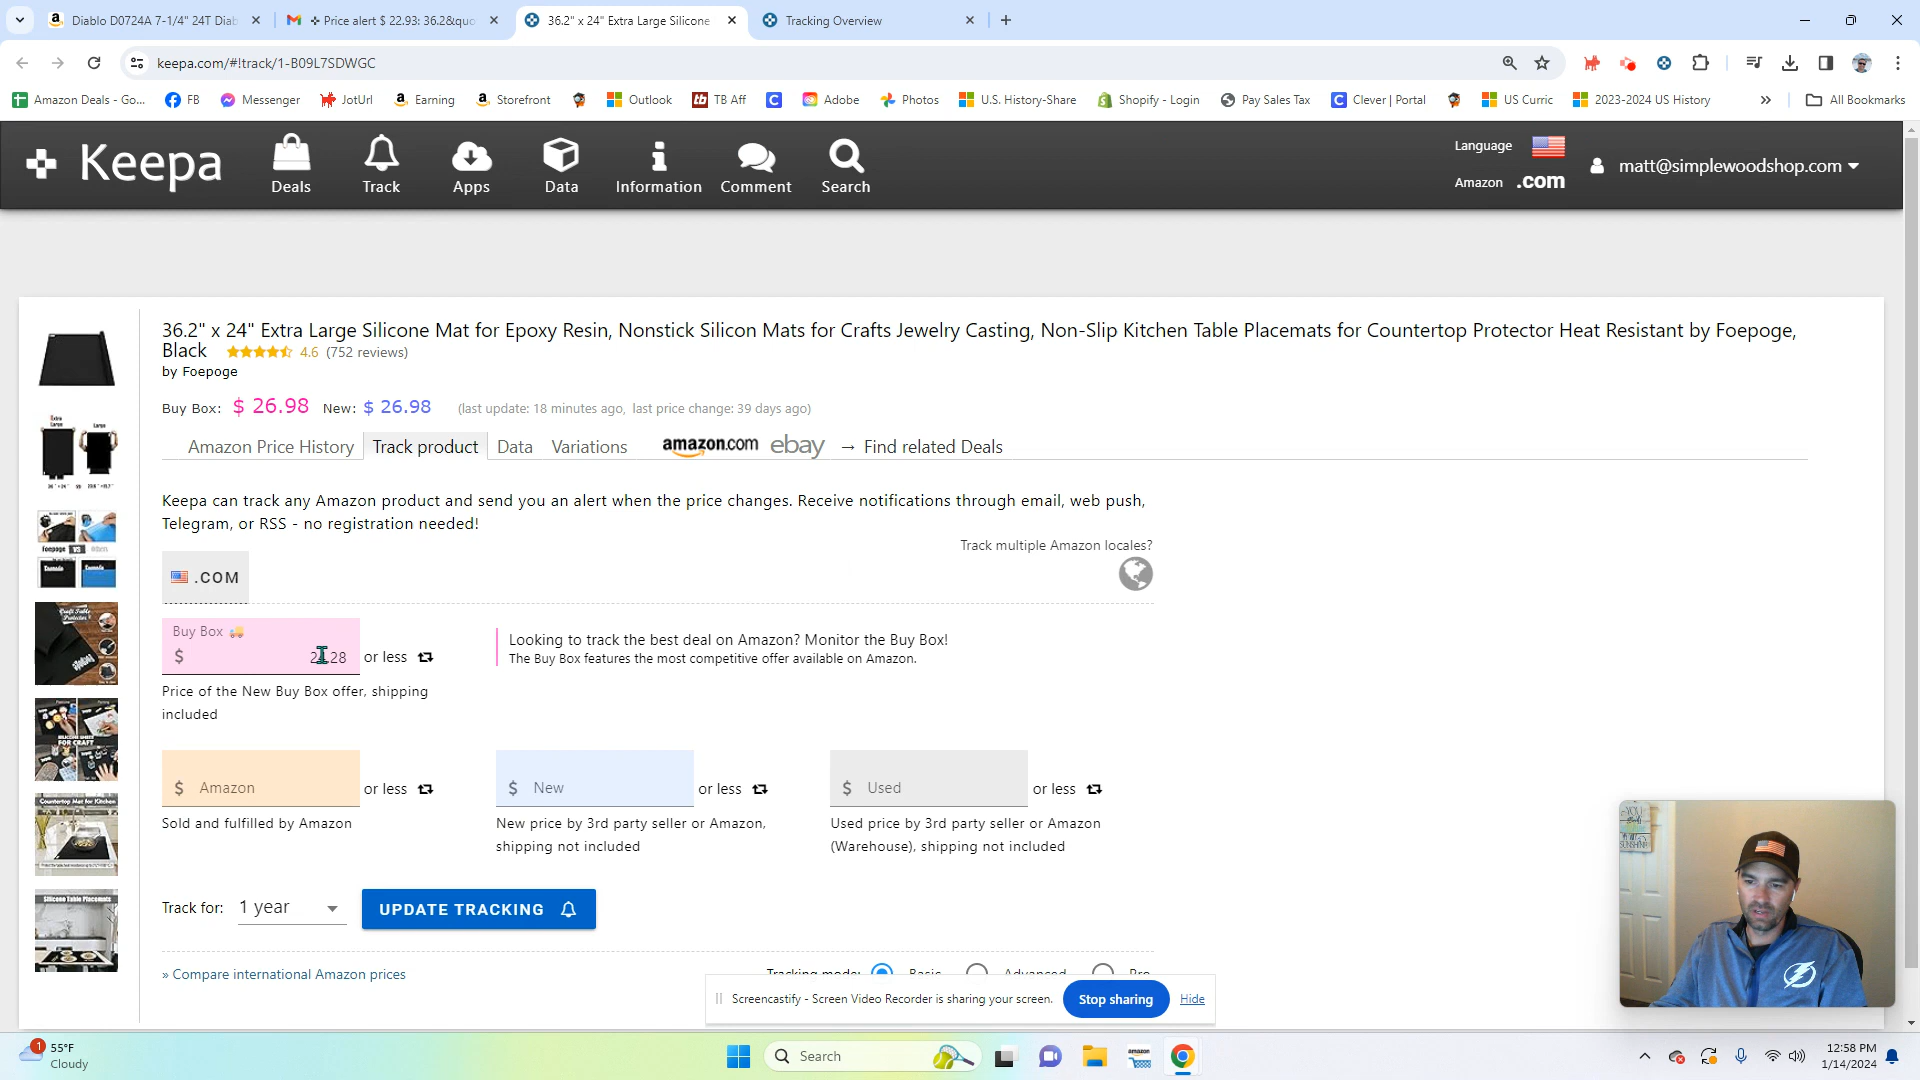 Diablo D0724A 7-1/4" 24T Diab
Price alert $ 22.93: 36.2&quo
36.2" x 24" Extra Large Silicone
Tracking Overview
keepa.com/#!track/1-B09L7SDWGC
Amazon Deals - Go...
FB
Messenger
JotUrl
Earning
Storefront
Outlook
TB Aff
Adobe
Photos
U.S. History-Share
Shopify - Login
Pay Sales Tax
Clever | Portal
US Curric
2023-2024 US History
»
All Bookmarks
Keepa
Deals
Track
Apps
Data
Information
Comment
Search
Language
Amazon .com
matt@simplewoodshop.com
36.2" x 24" Extra Large Silicone Mat for Epoxy Resin, Nonstick Silicon Mats for Crafts Jewelry Casting, Non-Slip Kitchen Table Placemats for Countertop Protector Heat Resistant by Foepoge,
Black 4.6 (752 reviews)
by Foepoge
Buy Box: $ 26.98 New: $ 26.98 (last update: 18 minutes ago, last price change: 39 days ago)
Amazon Price History
Track product
Data
Variations
amazon.com
ebay
→ Find related Deals
Keepa can track any Amazon product and send you an alert when the price changes. Receive notifications through email, web push,
Telegram, or RSS - no registration needed!
Track multiple Amazon locales?
.COM
Buy Box
$ or less
Looking to track the best deal on Amazon? Monitor the Buy Box!
The Buy Box features the most competitive offer available on Amazon.
Price of the New Buy Box offer, shipping
included
$ Amazon or less
$ New or less
$ Used or less
Sold and fulfilled by Amazon
New price by 3rd party seller or Amazon,
shipping not included
Used price by 3rd party seller or Amazon
(Warehouse), shipping not included
Track for: 1 year
UPDATE TRACKING
» Compare international Amazon prices
Tracking mode: Basic Advanced Pro
Screencastify - Screen Video Recorder is sharing your screen.
Stop sharing
Hide
1
55°F
Cloudy
Search
12:58 PM
1/14/2024